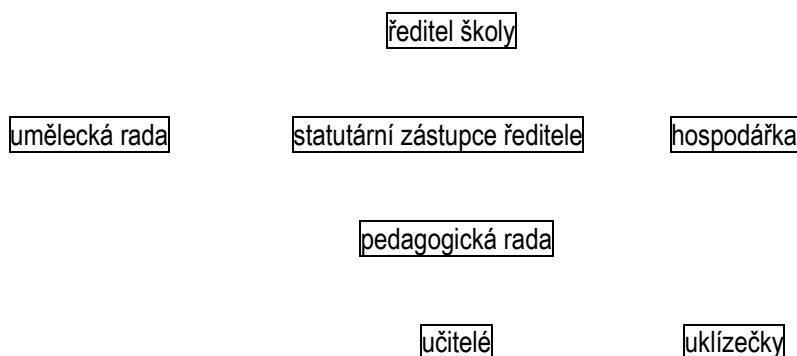 ředitel školy
umělecká rada statutární zástupce ředitele hospodářka
pedagogická rada
učitelé uklízečky